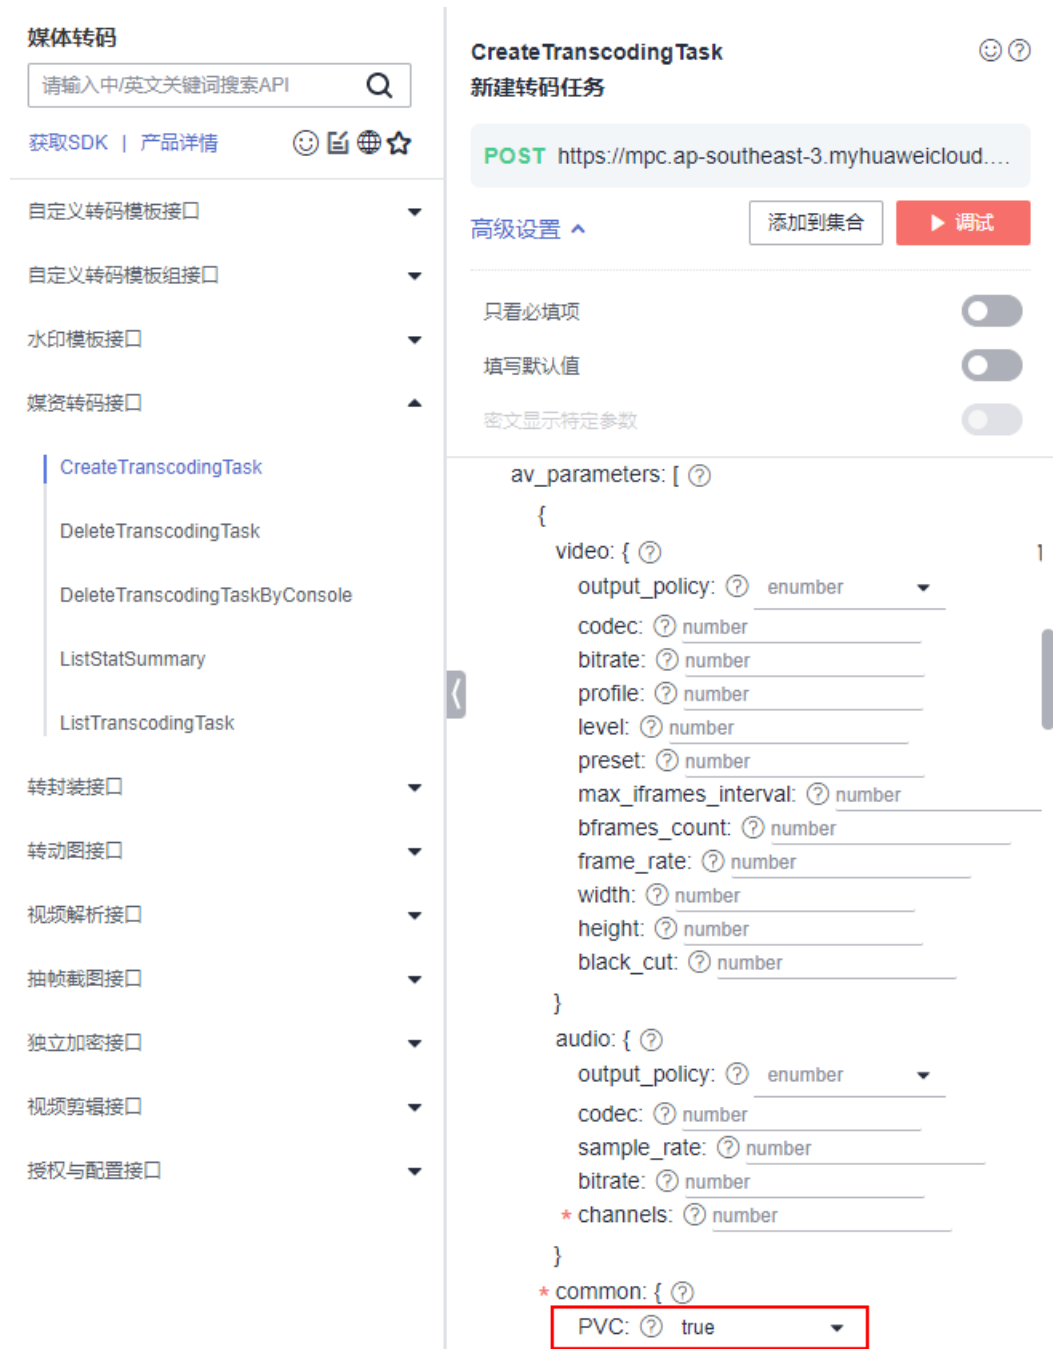 媒体转码
请输入中/英文关键词搜索API
获取SDK | 产品详情
自定义转码模板接口
自定义转码模板组接口
水印模板接口
媒资转码接口
CreateTranscodingTask
DeleteTranscodingTask
DeleteTranscodingTaskByConsole
ListStatSummary
ListTranscodingTask
转封装接口
转动图接口
视频解析接口
抽帧截图接口
独立加密接口
视频剪辑接口
授权与配置接口
CreateTranscodingTask
新建转码任务
POST https://mpc.ap-southeast-3.myhuaweicloud....
高级设置
添加到集合
调试
只看必填项
填写默认值
密文显示特定参数
av_parameters: [ ?
{
video: { ?
output_policy: ? enumber
codec: ? number
bitrate: ? number
profile: ? number
level: ? number
preset: ? number
max_iframes_interval: ? number
bframes_count: ? number
frame_rate: ? number
width: ? number
height: ? number
black_cut: ? number
}
audio: { ?
output_policy: ? enumber
codec: ? number
sample_rate: ? number
bitrate: ? number
* channels: ? number
}
* common: { ?
PVC: ? true